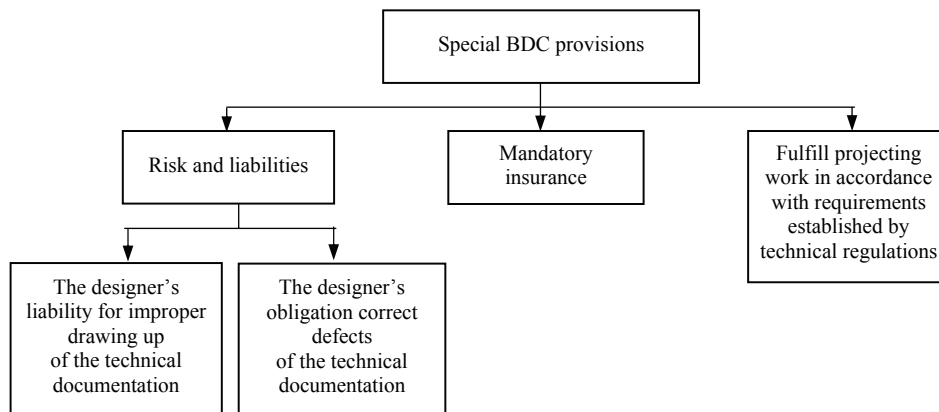 Special BDC provisions
Risk and liabilities
Mandatory
insurance
Fulfill projecting
work in accordance
with requirements
established by
technical regulations
The designer’s
liability for improper
drawing up
of the technical
documentation
The designer’s
obligation correct
defects
of the technical
documentation